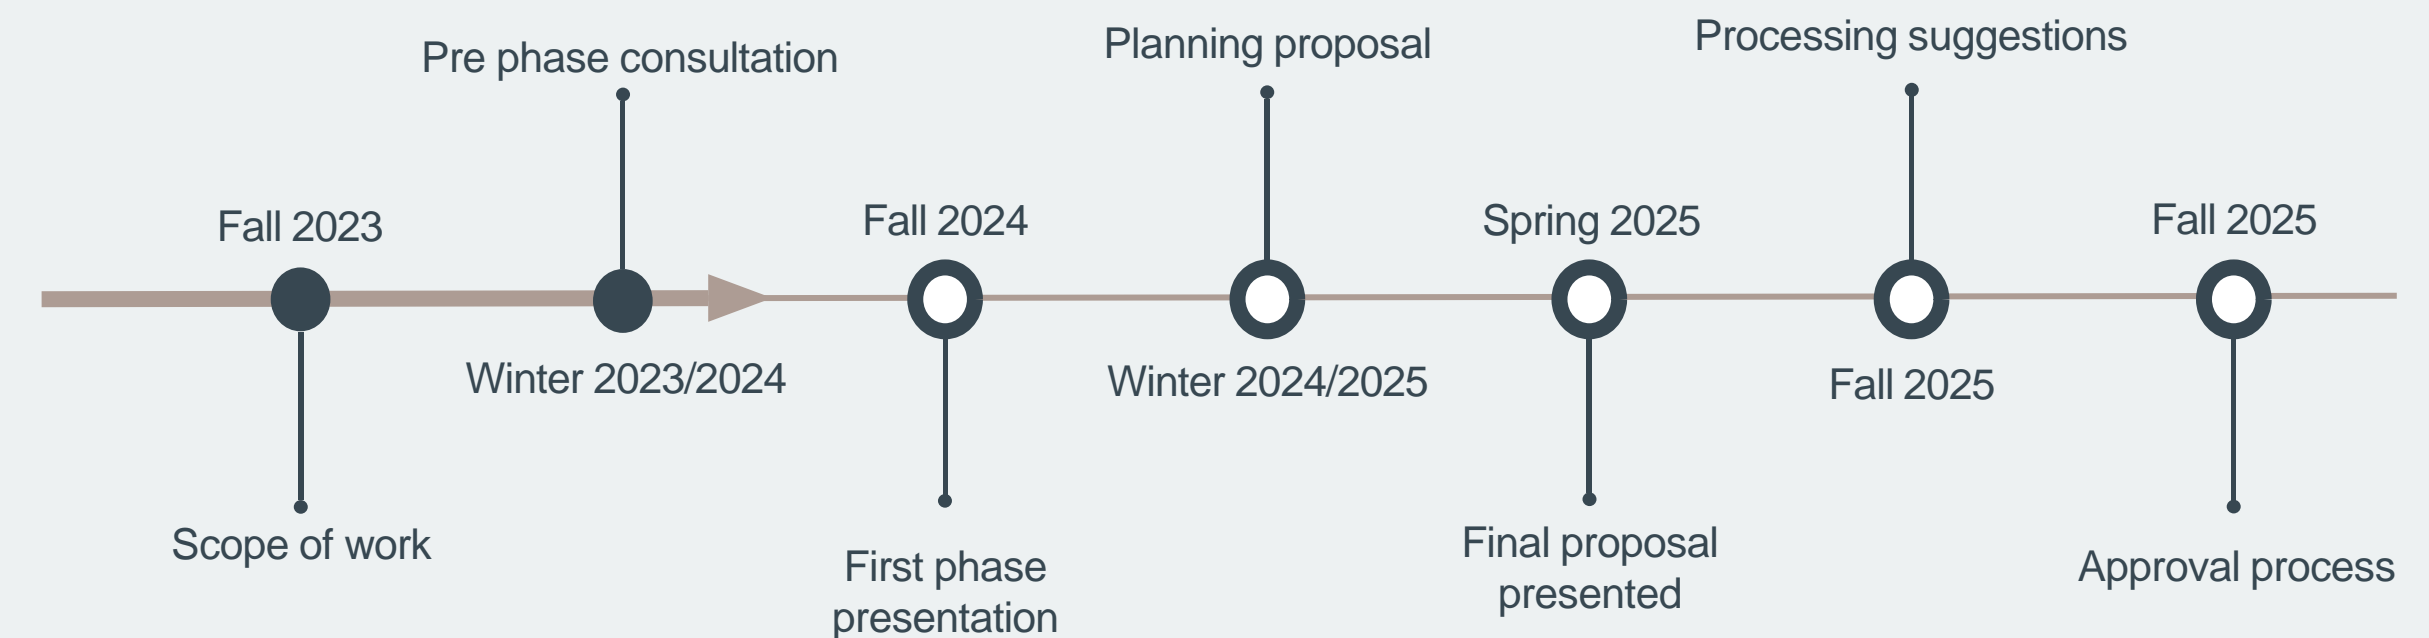 Pre phase consultation
Planning proposal
Processing suggestions
Fall 2023
Fall 2024
Spring 2025
Fall 2025
Winter 2023/2024
Winter 2024/2025
Fall 2025
Scope of work
First phase
presentation
Final proposal
presented
Approval process